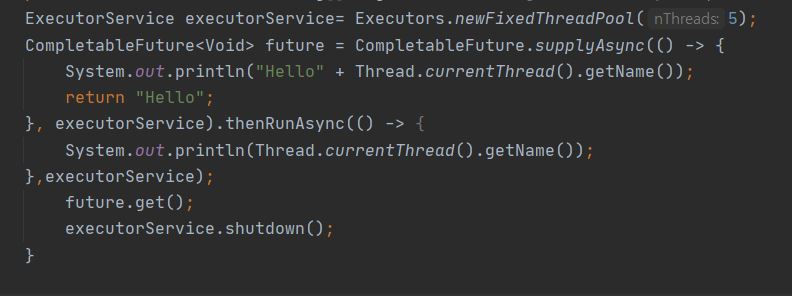 ExecutorService executorService= Executors.newFixedThreadPool( nThreads: 5);
CompletableFuture<Void> future = CompletableFuture.supplyAsync(() -> {
    System.out.println("Hello" + Thread.currentThread().getName());
    return "Hello";
}, executorService).thenRunAsync(() -> {
    System.out.println(Thread.currentThread().getName());
},executorService);
    future.get();
    executorService.shutdown();
}